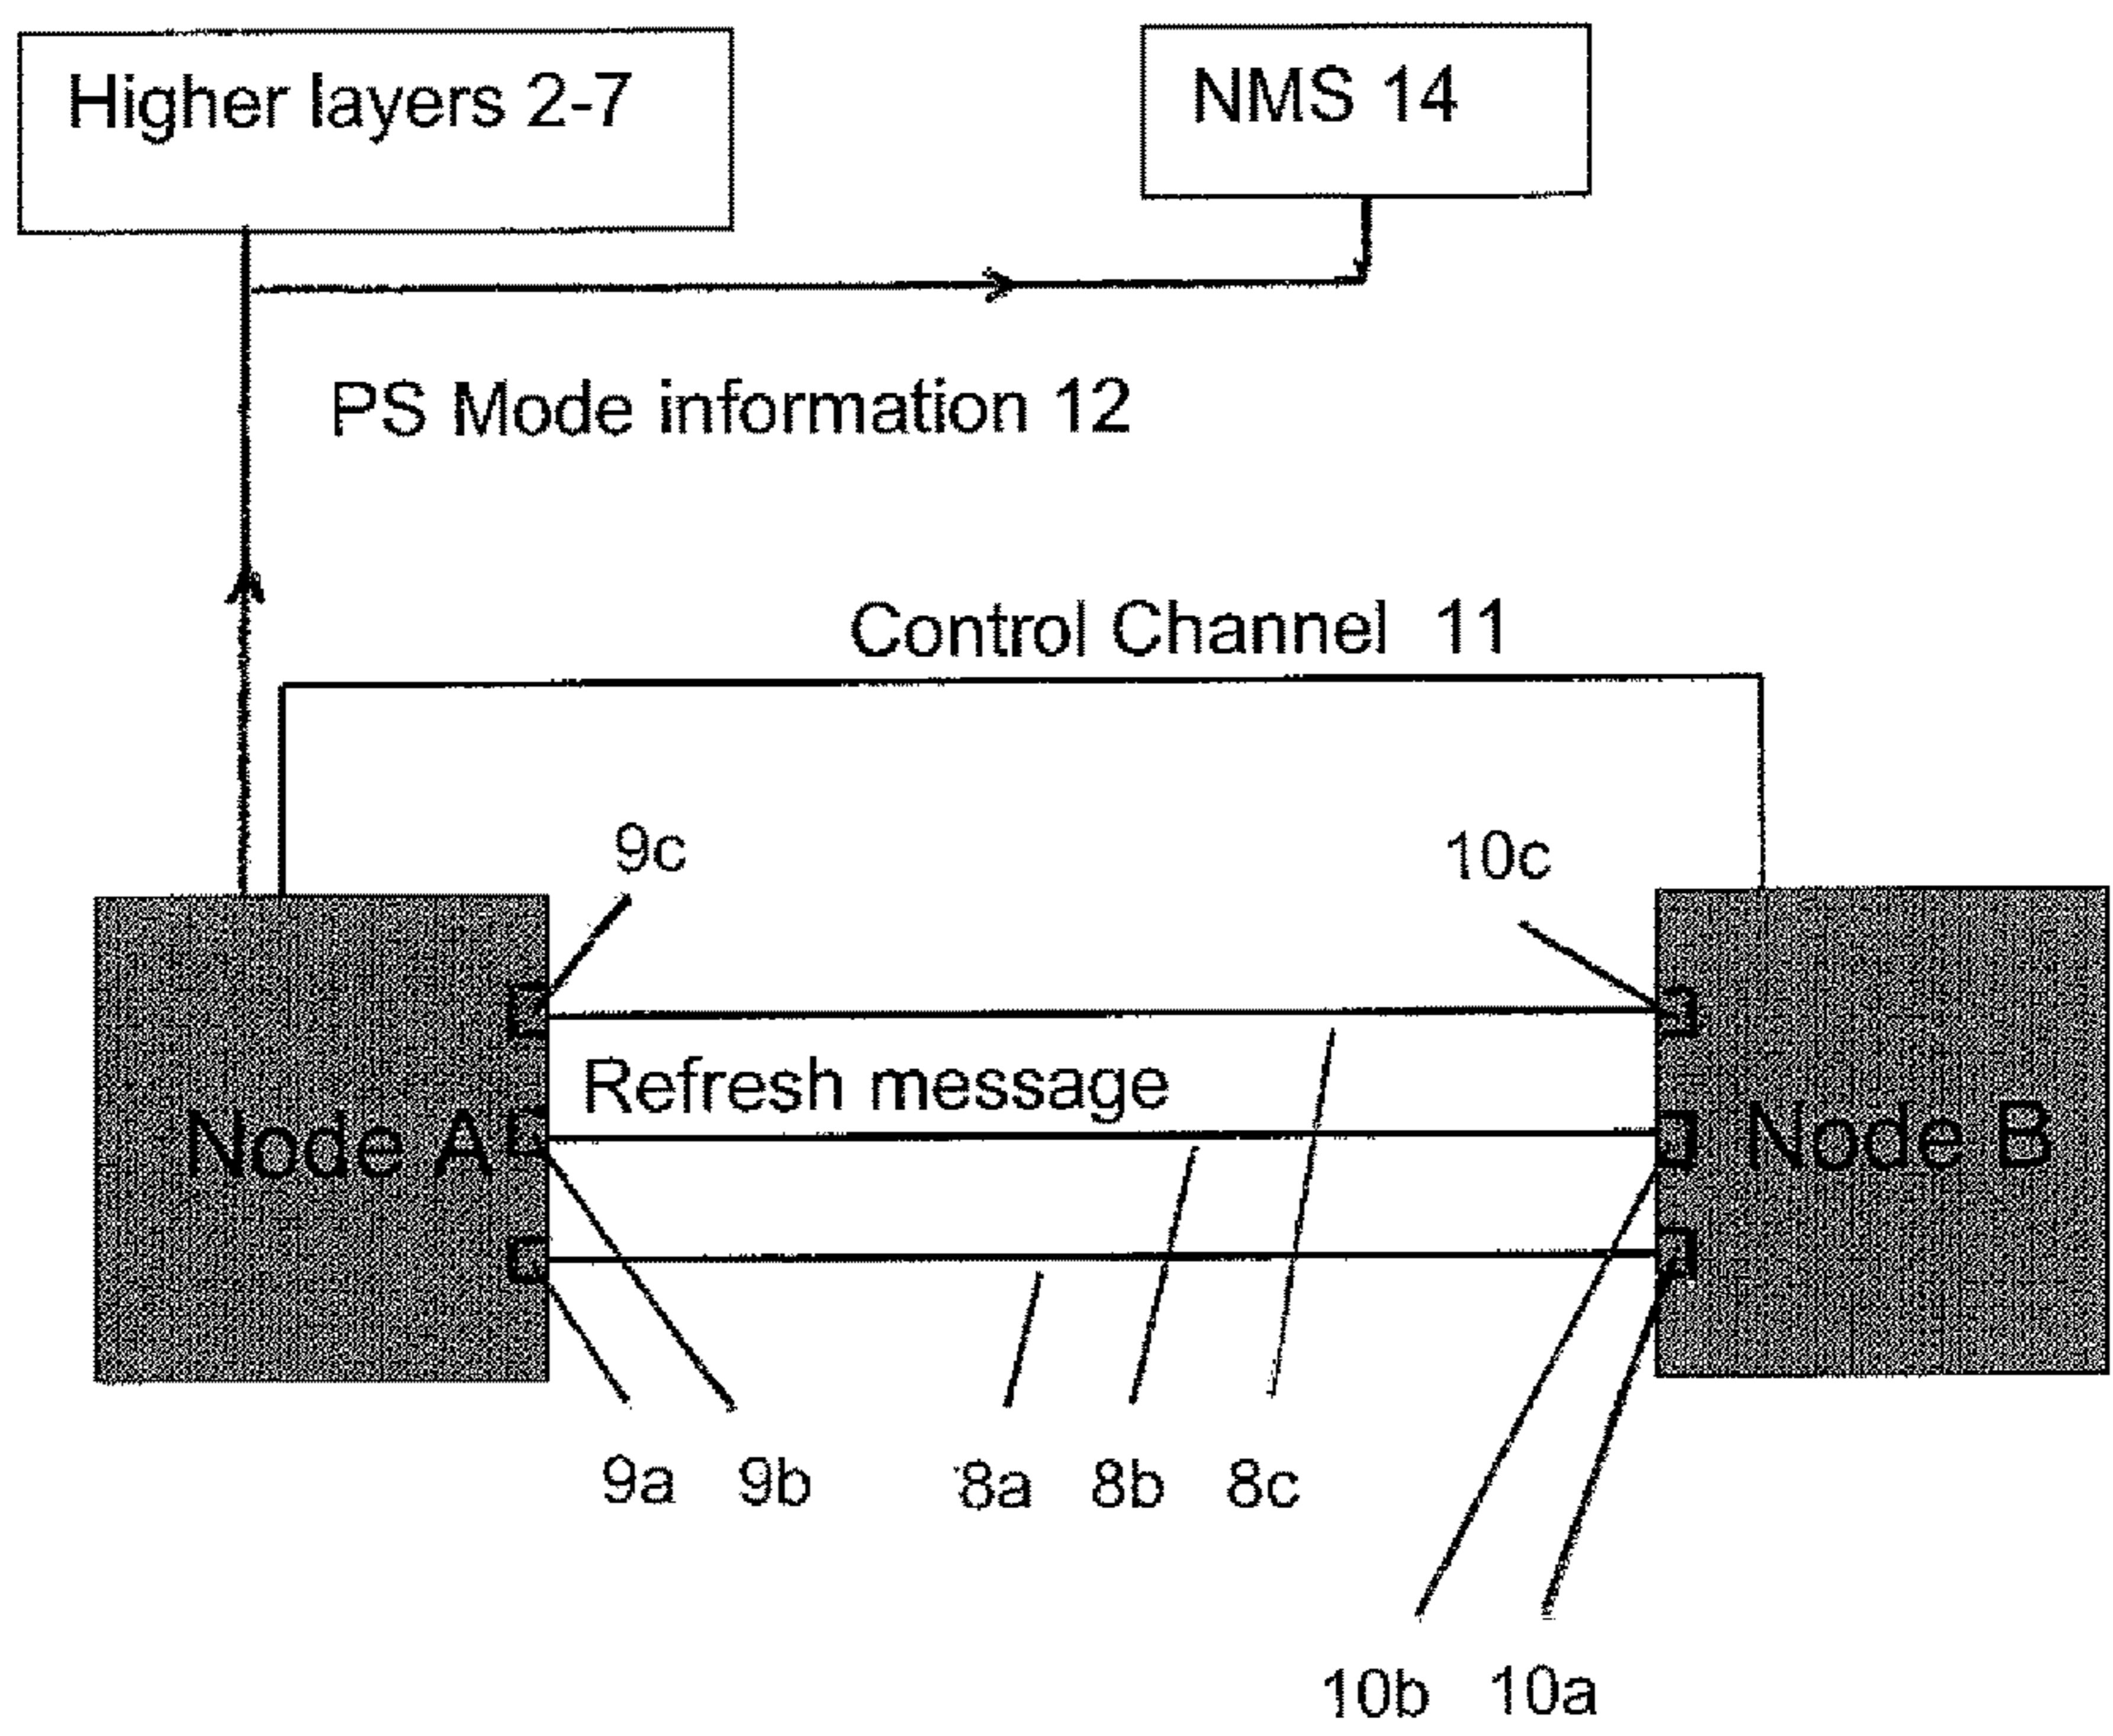 Higher layers 2-7
NMS 14
PS Mode information 12
Control Channel 11
9c
10c
Refresh message
Node A
Node B
9a
9b
8a
8b
8c
10b
10a